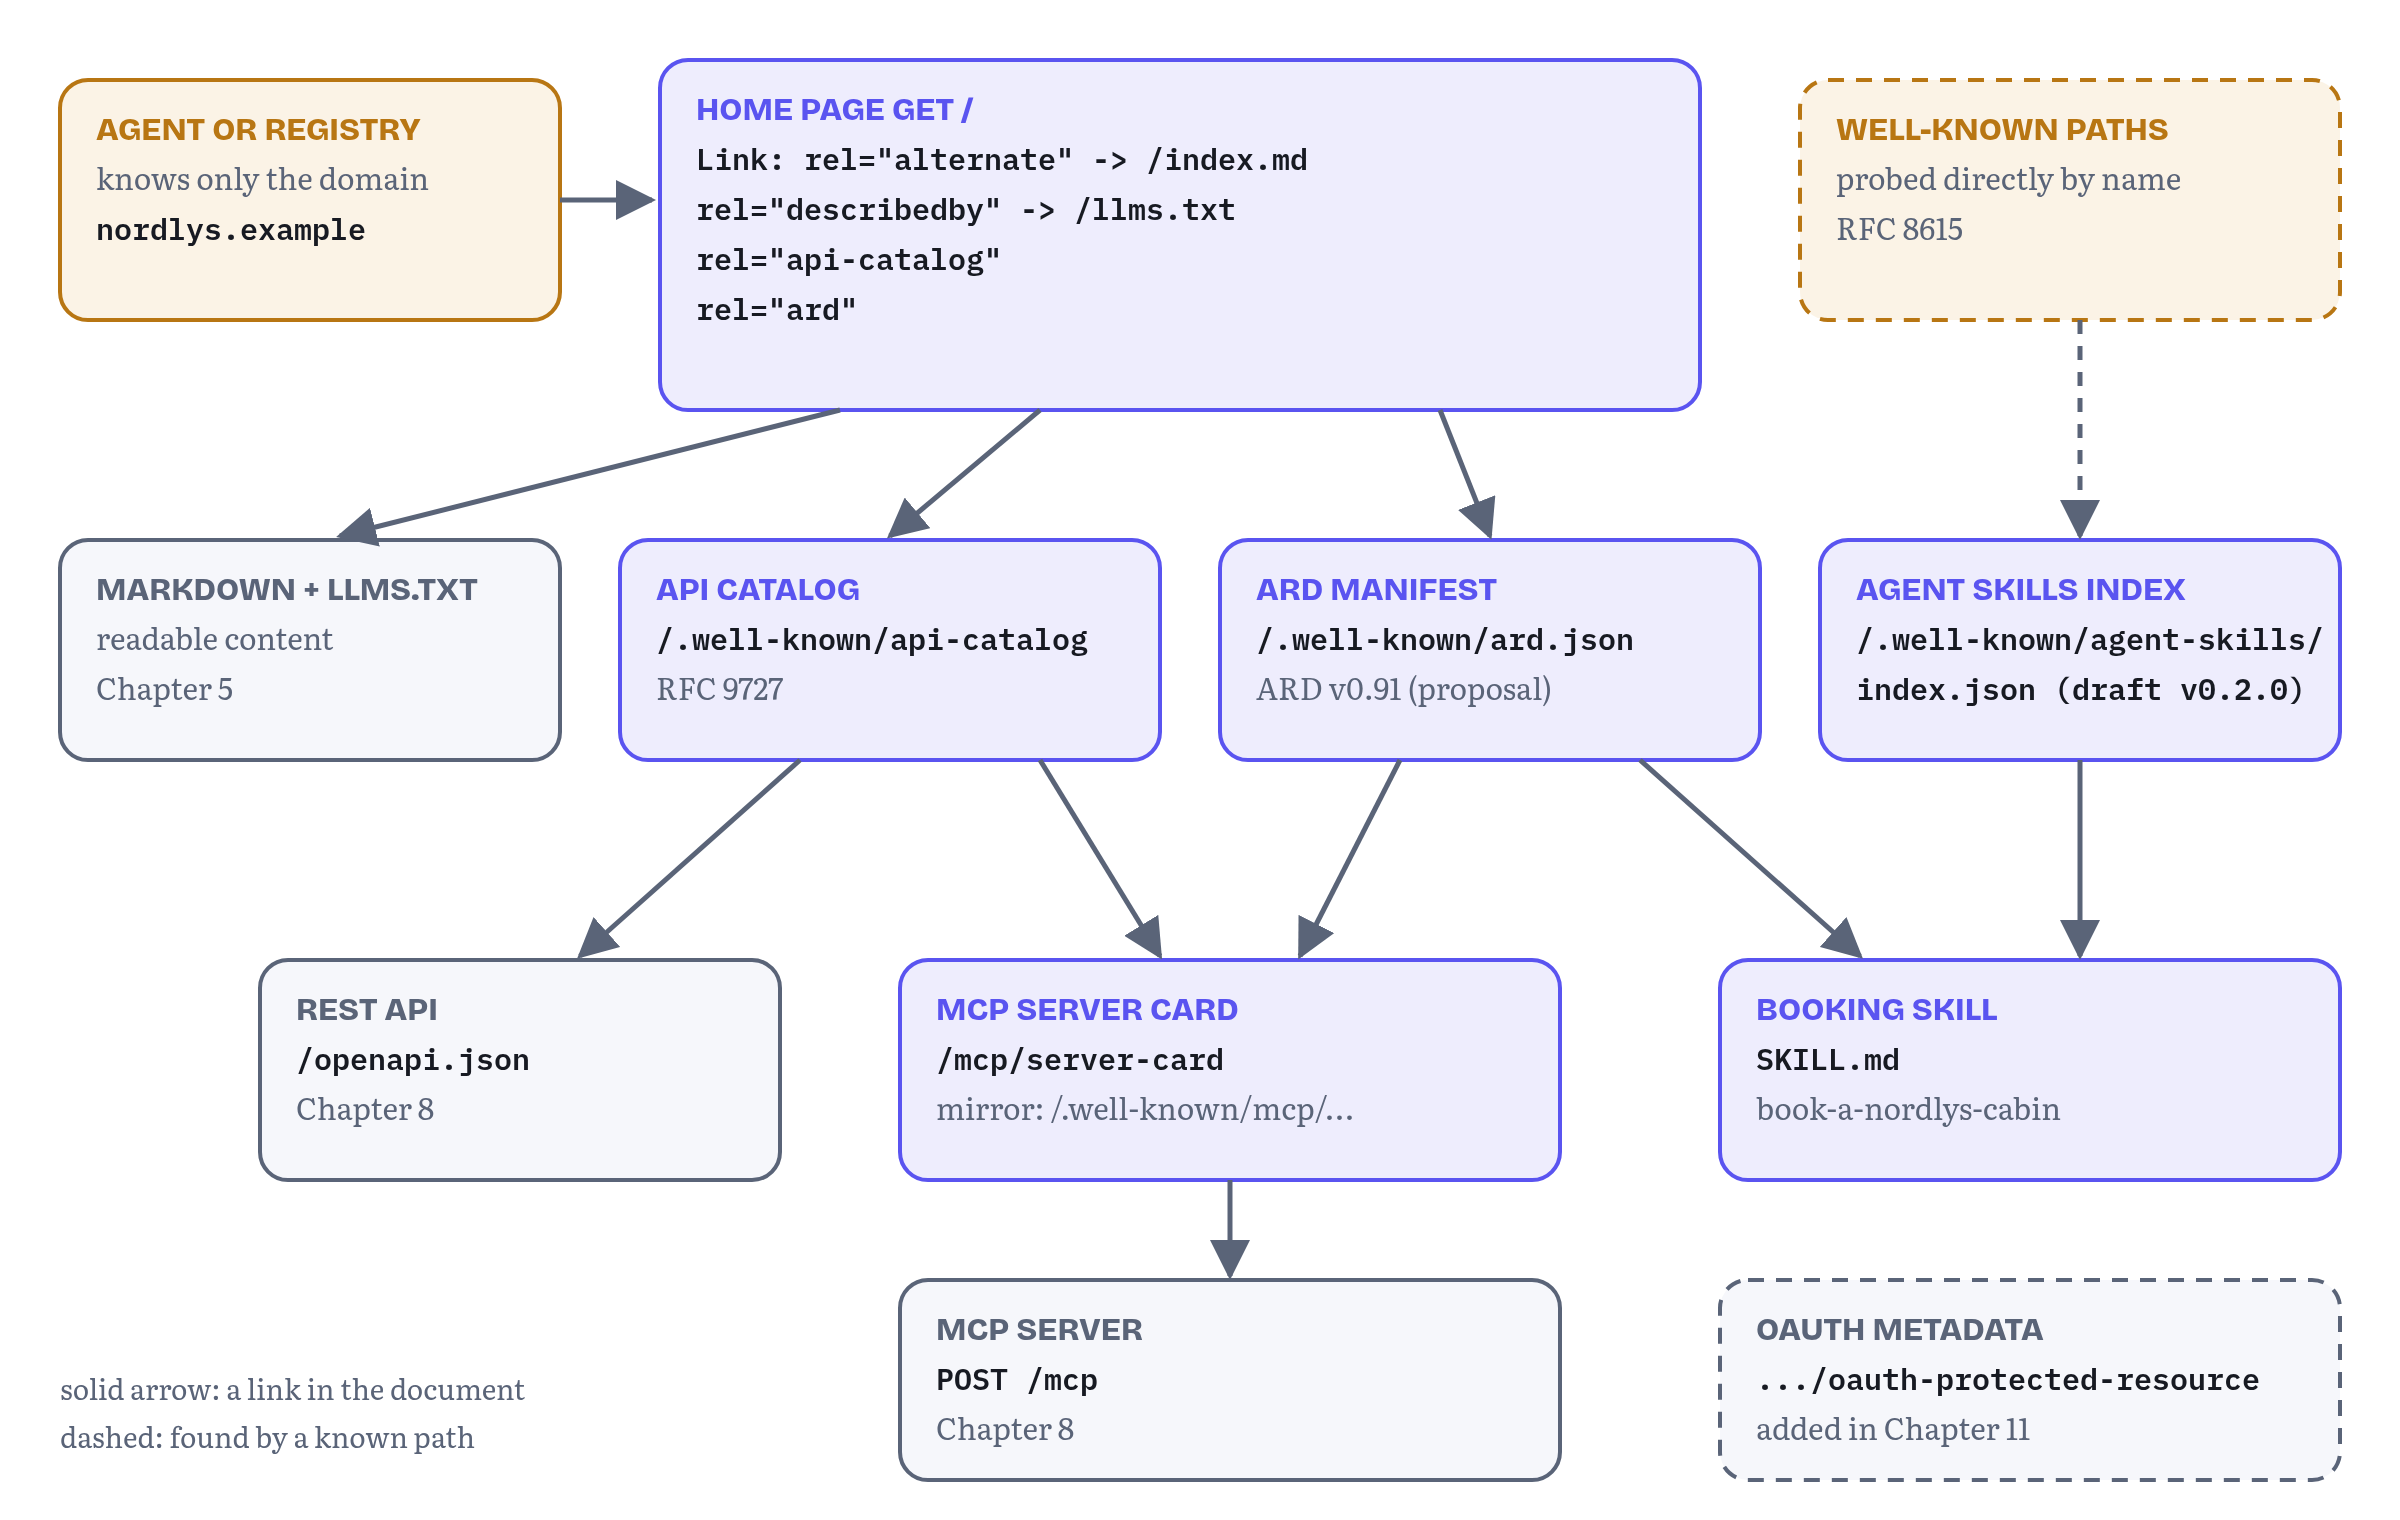 AGENT OR REGISTRY
knows only the domain
nordlys.example
HOME PAGE GET /
Link: rel="alternate" -> /index.md
rel="describedby" -> /llms.txt
rel="api-catalog"
rel="ard"
WELL-KNOWN PATHS
probed directly by name
RFC 8615
MARKDOWN + LLMS.TXT
readable content
Chapter 5
API CATALOG
/.well-known/api-catalog
RFC 9727
ARD MANIFEST
/.well-known/ard.json
ARD v0.91 (proposal)
AGENT SKILLS INDEX
/.well-known/agent-skills/
index.json (draft v0.2.0)
REST API
/openapi.json
Chapter 8
MCP SERVER CARD
/mcp/server-card
mirror: /.well-known/mcp/...
BOOKING SKILL
SKILL.md
book-a-nordlys-cabin
MCP SERVER
POST /mcp
Chapter 8
OAUTH METADATA
.../oauth-protected-resource
added in Chapter 11
solid arrow: a link in the document
dashed: found by a known path